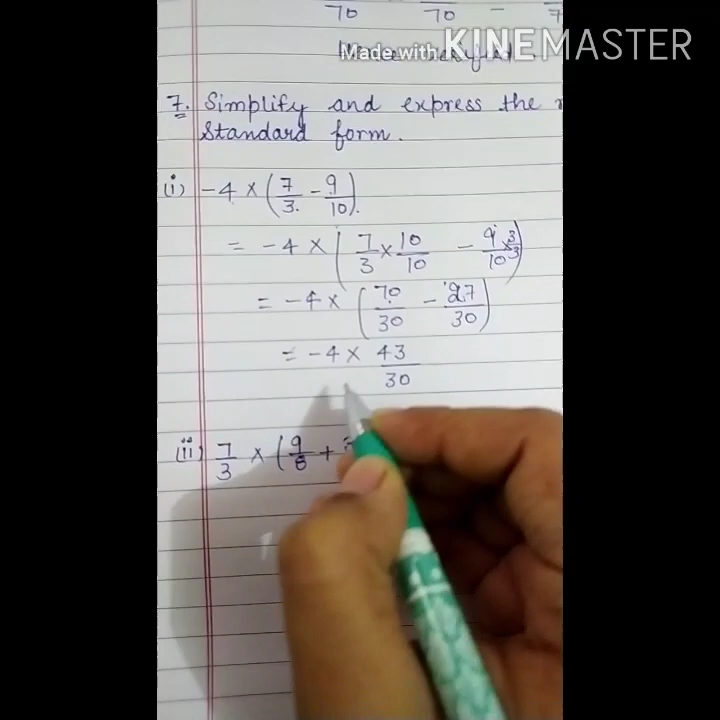 70 70 - 7
Made with KINEMASTER
7. Simplify and express the
Standard form.
(i) -4 × (7/3 - 9/10)
= -4 × (7/3 × 10/10 - 9/10 × 3/3)
= -4 × (70/30 - 27/30)
= -4 × 43/30
(ii) 7/3 × (9/8 +